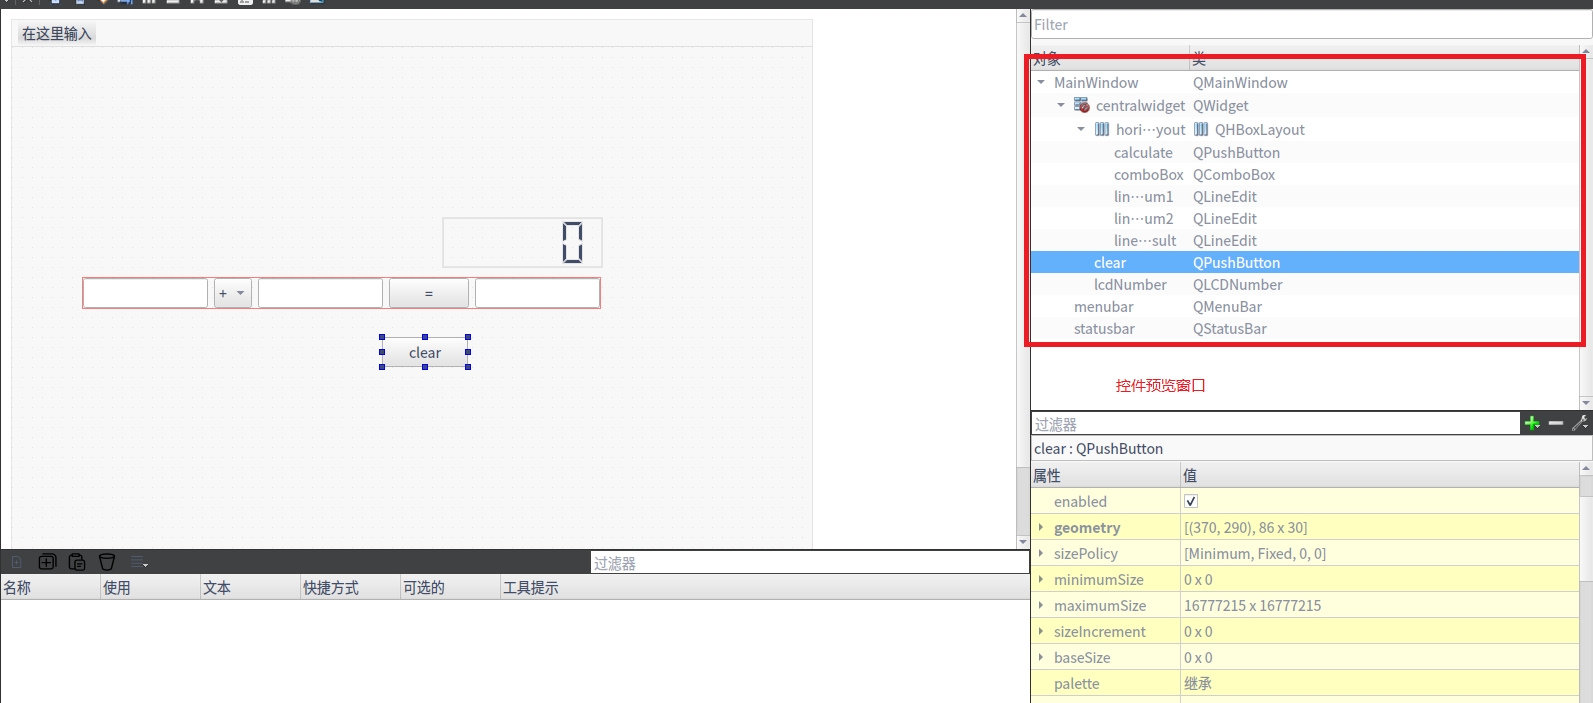 在这里输入
0
+
=
clear
Filter
对象 类
MainWindow QMainWindow
centralwidget QWidget
hori···yout QHBoxLayout
calculate QPushButton
comboBox QComboBox
lin···um1 QLineEdit
lin···um2 QLineEdit
line···sult QLineEdit
clear QPushButton
lcdNumber QLCDNumber
menubar QMenuBar
statusbar QStatusBar
控件预览窗口
过滤器
clear : QPushButton
属性 值
enabled
geometry [(370, 290), 86 x 30]
sizePolicy [Minimum, Fixed, 0, 0]
minimumSize 0 x 0
maximumSize 16777215 x 16777215
sizeIncrement 0 x 0
baseSize 0 x 0
palette 继承
过滤器
名称 使用 文本 快捷方式 可选的 工具提示